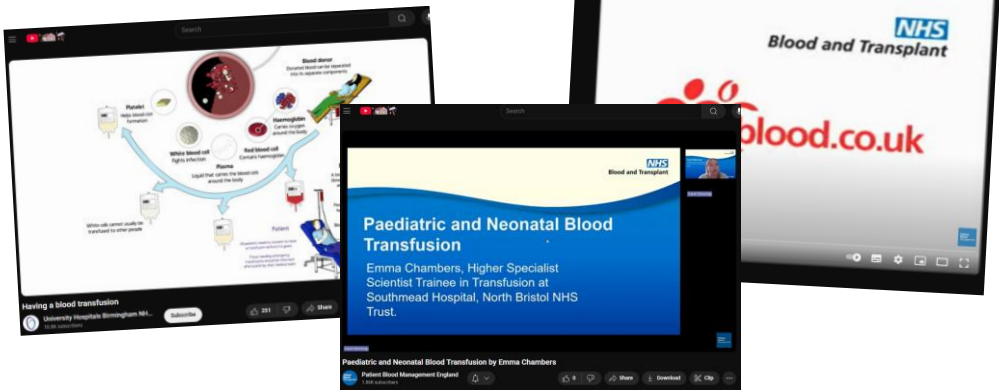 Search
Blood donor
Donated blood can be separated
into its separate components
Platelet
Helps blood clot
formation
Haemoglobin
Carries oxygen
around the body
White blood cell
Fights infection
Red blood cell
Contains haemoglobin
Plasma
Liquid that carries the blood cells
around the body
White cells cannot usually be
transfused to other people
Patient
Having a blood transfusion
University Hospitals Birmingham NH...
Subscribe
251
Share
Search
NHS
Blood and Transplant
Paediatric and Neonatal Blood
Transfusion
Emma Chambers, Higher Specialist
Scientist Trainee in Transfusion at
Southmead Hospital, North Bristol NHS
Trust.
Paediatric and Neonatal Blood Transfusion by Emma Chambers
Patient Blood Management England
8
Share
Download
Clip
NHS
Blood and Transplant
blood.co.uk